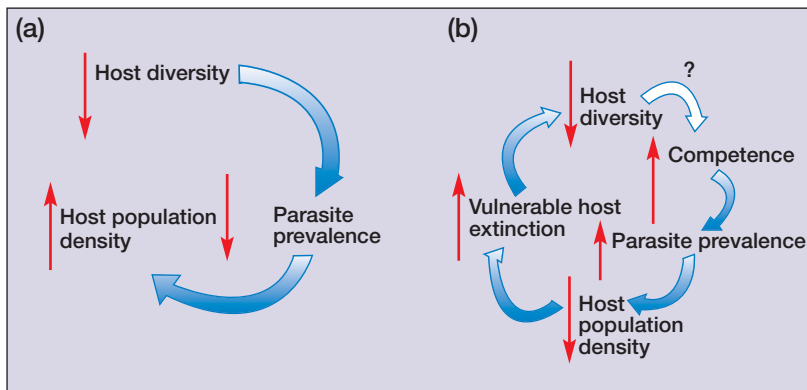 (a)
Host diversity
Host population
density
Parasite
prevalence
(b)
?
Host
diversity
Competence
Vulnerable host
extinction
Parasite prevalence
Host
population
density